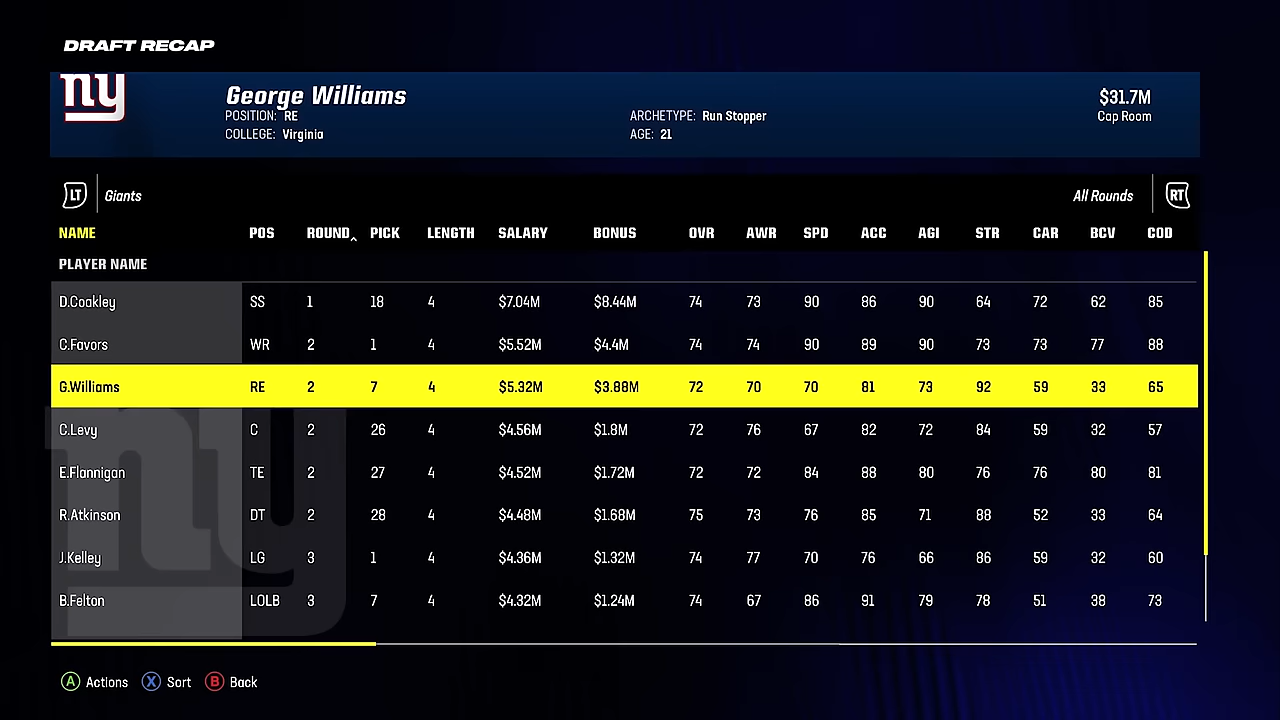 DRAFT RECAP
ny
George Williams
POSITION: RE
COLLEGE: Virginia
ARCHETYPE: Run Stopper
AGE: 21
$31.7M
Cap Room
LT Giants
All Rounds RT
NAME POS ROUND PICK LENGTH SALARY BONUS OVR AWR SPD ACC AGI STR CAR BCV COD
PLAYER NAME
D.Coakley SS 1 18 4 $7.04M $8.44M 74 73 90 86 90 64 72 62 85
C.Favors WR 2 1 4 $5.52M $4.4M 74 74 90 89 90 73 73 77 88
G.Williams RE 2 7 4 $5.32M $3.88M 72 70 70 81 73 92 59 33 65
C.Levy C 2 26 4 $4.56M $1.8M 72 76 67 82 72 84 59 32 57
E.Flannigan TE 2 27 4 $4.52M $1.72M 72 72 84 88 80 76 76 80 81
R.Atkinson DT 2 28 4 $4.48M $1.68M 75 73 76 85 71 88 52 33 64
J.Kelley LG 3 1 4 $4.36M $1.32M 74 77 70 76 66 86 59 32 60
B.Felton LOLB 3 7 4 $4.32M $1.24M 74 67 86 91 79 78 51 38 73
ny
A Actions X Sort B Back